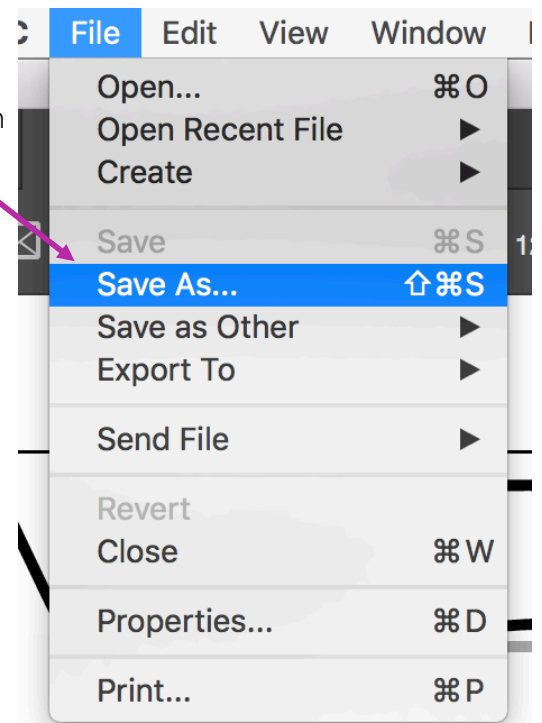 File Edit View Window
Open... ⌘O
Open Recent File ▶
Create ▶
Save ⌘S
Save As... ⇧⌘S
Save as Other ▶
Export To ▶
Send File ▶
Revert
Close ⌘W
Properties... ⌘D
Print... ⌘P